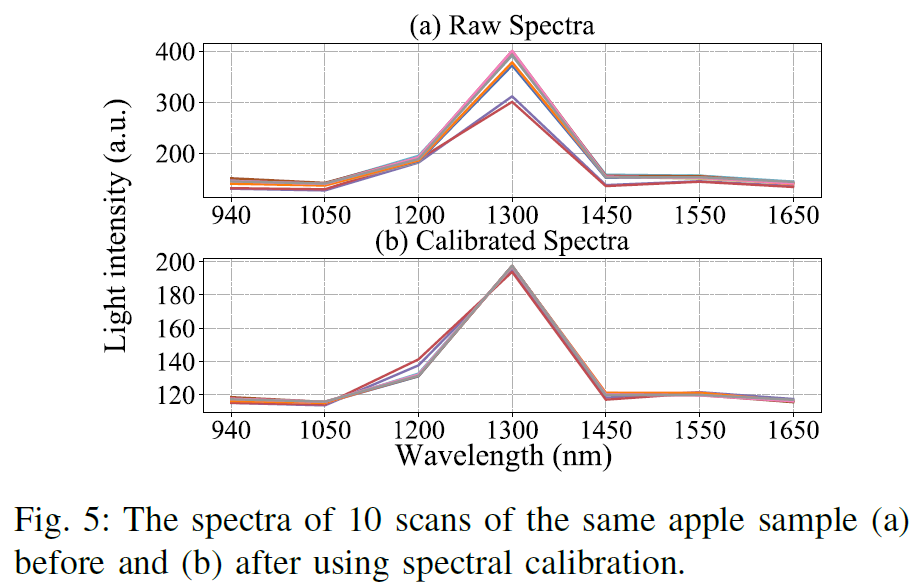 (a) Raw Spectra
400
300
200
940 1050 1200 1300 1450 1550 1650
(b) Calibrated Spectra
Light intensity (a.u.)
200
180
160
140
120
940 1050 1200 1300 1450 1550 1650
Wavelength (nm)
Fig. 5: The spectra of 10 scans of the same apple sample (a)
before and (b) after using spectral calibration.